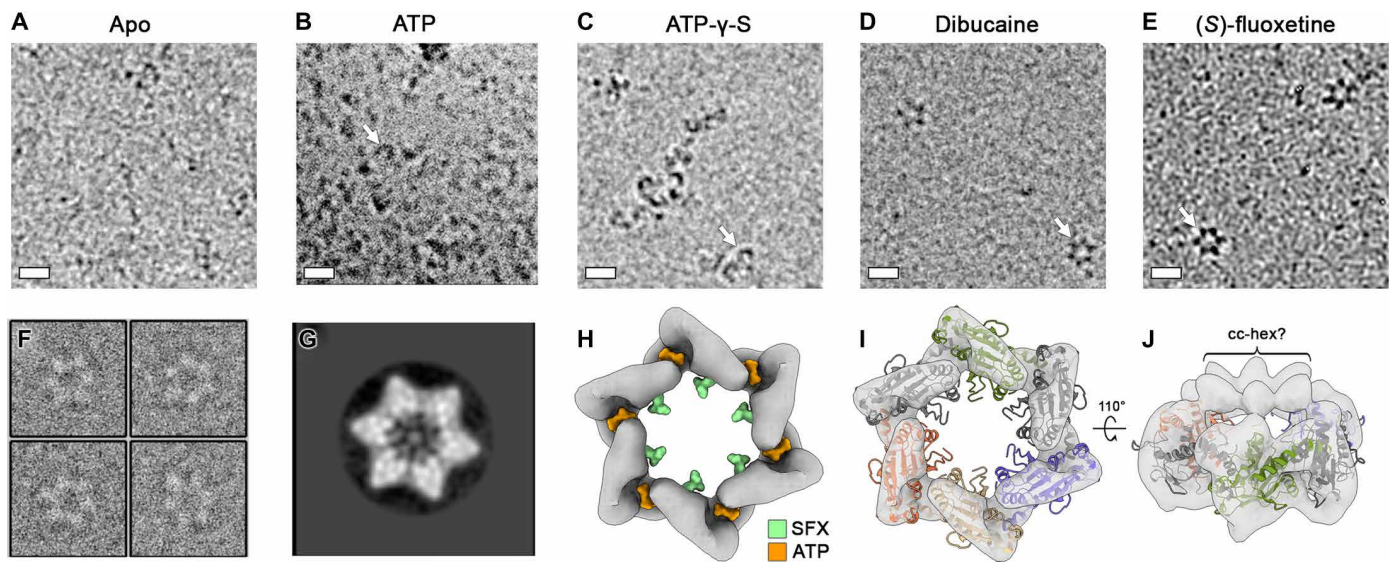 A Apo
B ATP
C ATP-γ-S
D Dibucaine
E (S)-fluoxetine
F
G
H
SFX
ATP
I
110°
J
cc-hex?